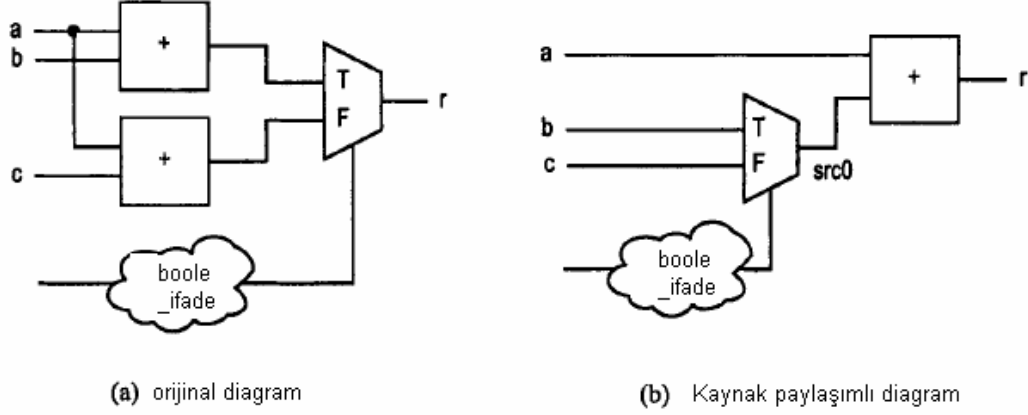 a
b
+
T
F
r
c
+
boole
_ifade
(a) orijinal diagram
a
+
r
b
T
c
F
src0
boole
_ifade
(b) Kaynak paylaşımlı diagram